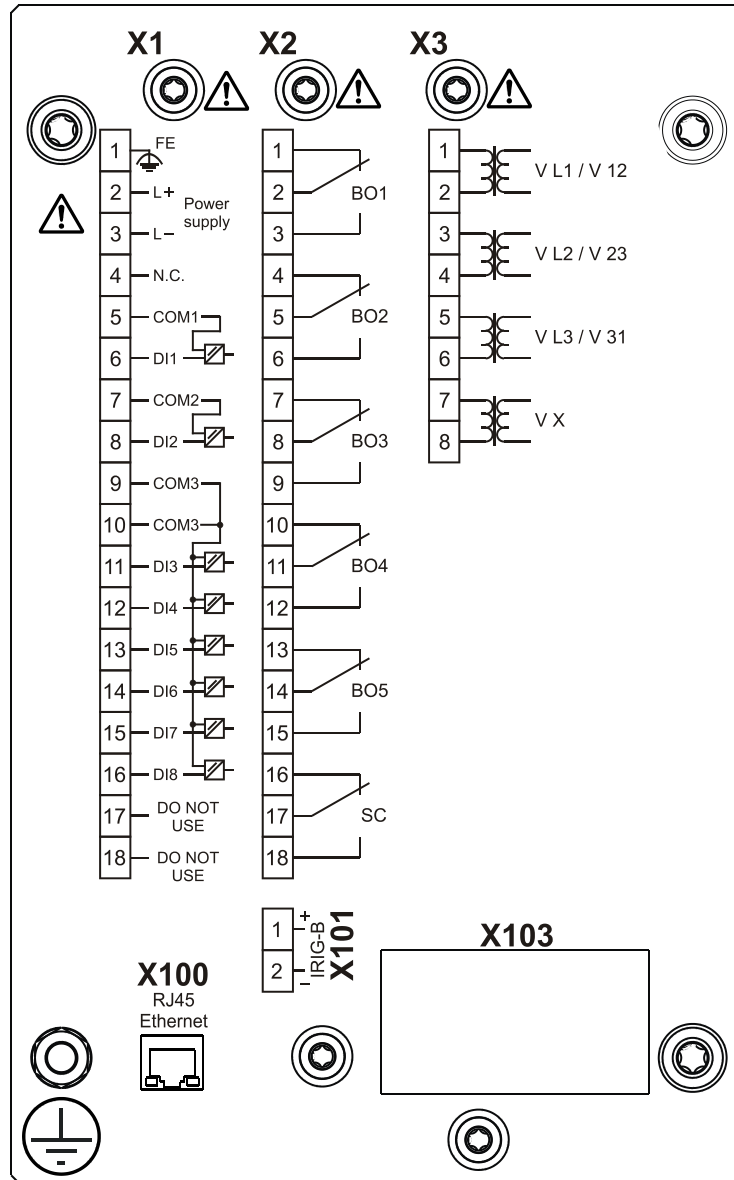 X1
X2
X3
1 FE
2 L+ Power
supply
3 L−
4 N.C.
5 COM1
6 DI1
7 COM2
8 DI2
9 COM3
10 COM3
11 DI3
12 DI4
13 DI5
14 DI6
15 DI7
16 DI8
17 DO NOT
USE
18 DO NOT
USE
1
2 BO1
3
4
5 BO2
6
7
8 BO3
9
10
11 BO4
12
13
14 BO5
15
16
17 SC
18
1
2
V L1 / V 12
3
4
V L2 / V 23
5
6
V L3 / V 31
7
8
V X
1 +
2 −
IRIG-B
X101
X103
X100
RJ45
Ethernet